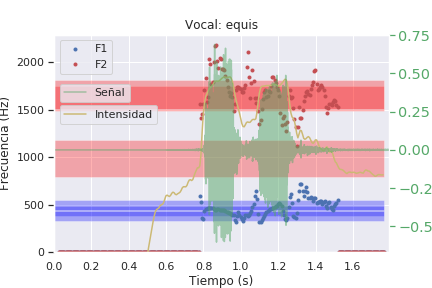 Vocal: equis
F1
F2
Señal
Intensidad
Frecuencia (Hz)
2000
1500
1000
500
0
0.75
0.50
0.25
0.00
−0.25
−0.50
0.0 0.2 0.4 0.6 0.8 1.0 1.2 1.4 1.6
Tiempo (s)